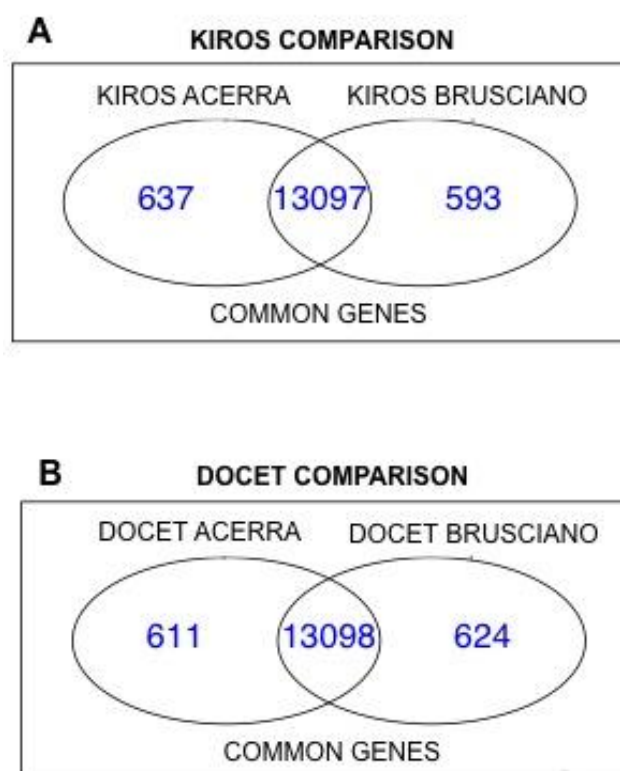 A
KIROS COMPARISON
KIROS ACERRA KIROS BRUSCIANO
637 13097 593
COMMON GENES
B
DOCET COMPARISON
DOCET ACERRA DOCET BRUSCIANO
611 13098 624
COMMON GENES